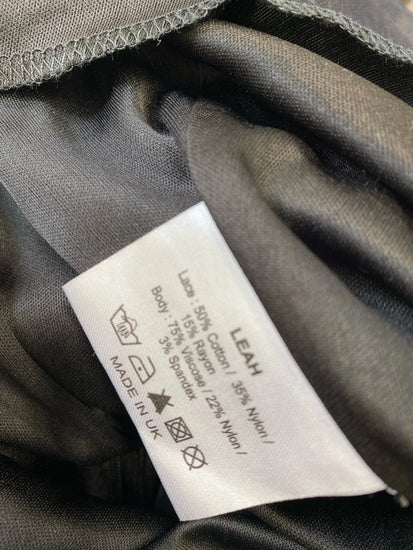 LEAH
Lace : 50% Cotton / 35% Nylon /
15% Rayon
Body : 75% Viscose / 22% Nylon /
3% Spandex
MADE IN UK